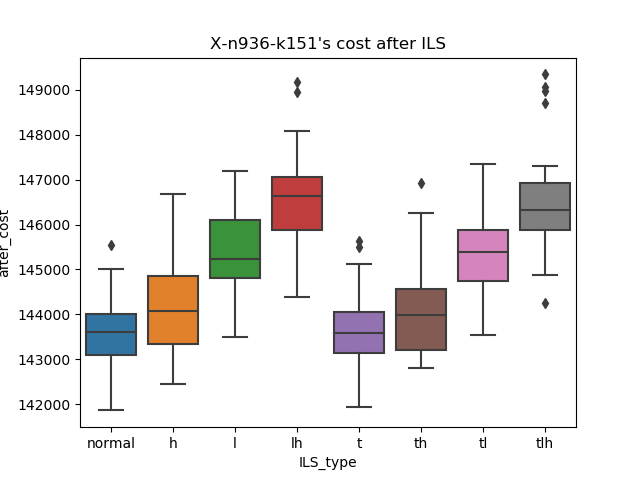 X-n936-k151's cost after ILS
after_cost
149000
148000
147000
146000
145000
144000
143000
142000
normal h l lh t th tl tlh
ILS_type